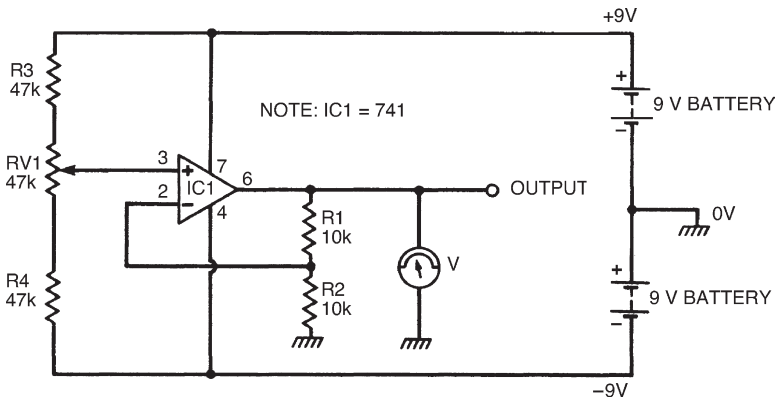 +9V
R3
47k
+
9 V BATTERY
–
NOTE: IC1 = 741
RV1
47k
3
+
7
6
IC1
2
–
4
OUTPUT
R1
10k
0V
V
R2
10k
R4
47k
+
9 V BATTERY
–
–9V